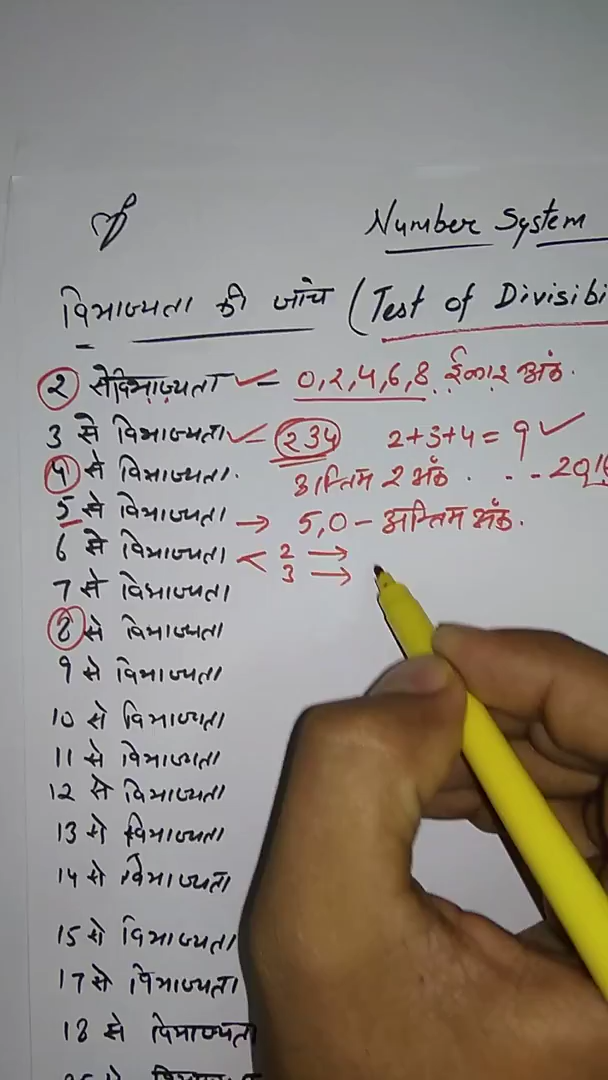 Number System
विभाज्यता की जांच (Test of Divisibi
2 से विभाज्यता ✓ - 0,2,4,6,8 ईकाइ अंक.
3 से विभाज्यता ✓ - 234 2+3+4 = 9 ✓
4 से विभाज्यता. अन्तिम 2 अंक. . - -
5 से विभाज्यता → 5,0 - अन्तिम अंक.
6 से विभाज्यता < 2 →
3 →
7 से विभाज्यता
8 से विभाज्यता
9 से विभाज्यता
10 से विभाज्यता
11 से विभाज्यता
12 से विभाज्यता
13 से विभाज्यता
14 से विभाज्यता
15 से विभाज्यता
17 से विभाज्यता
18 से विभाज्यता